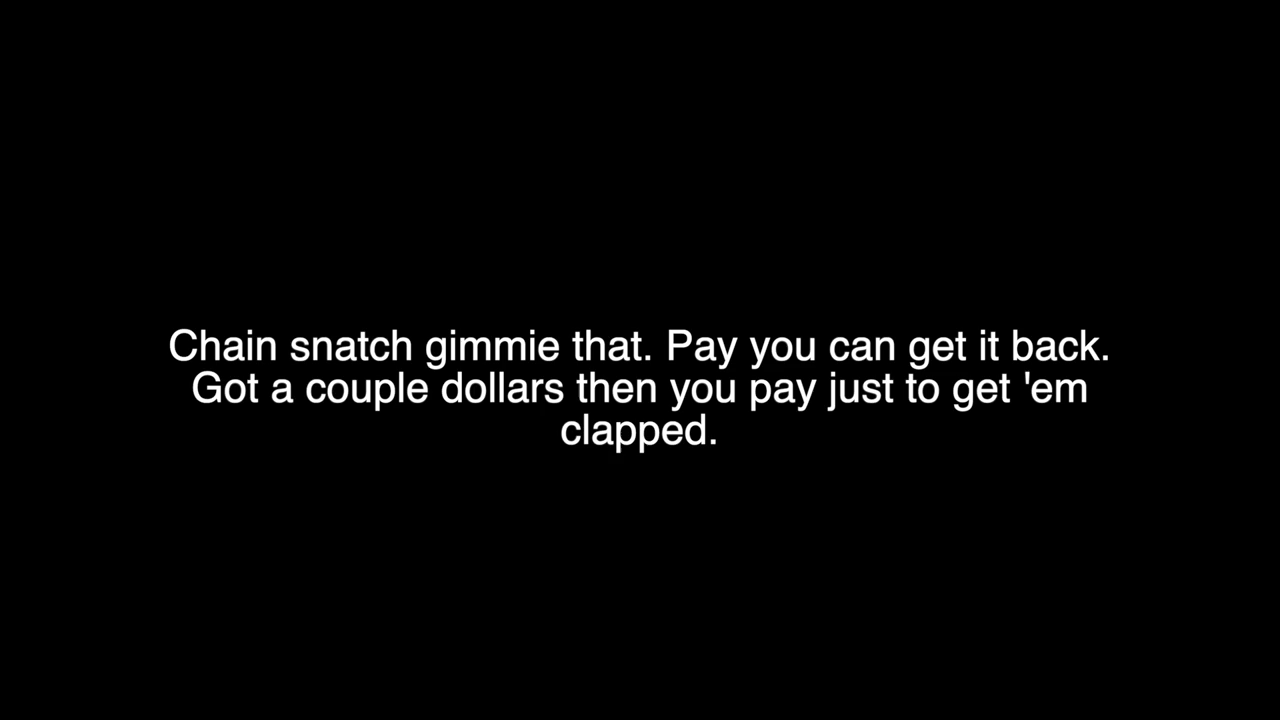 Chain snatch gimmie that. Pay you can get it back.
Got a couple dollars then you pay just to get 'em
clapped.